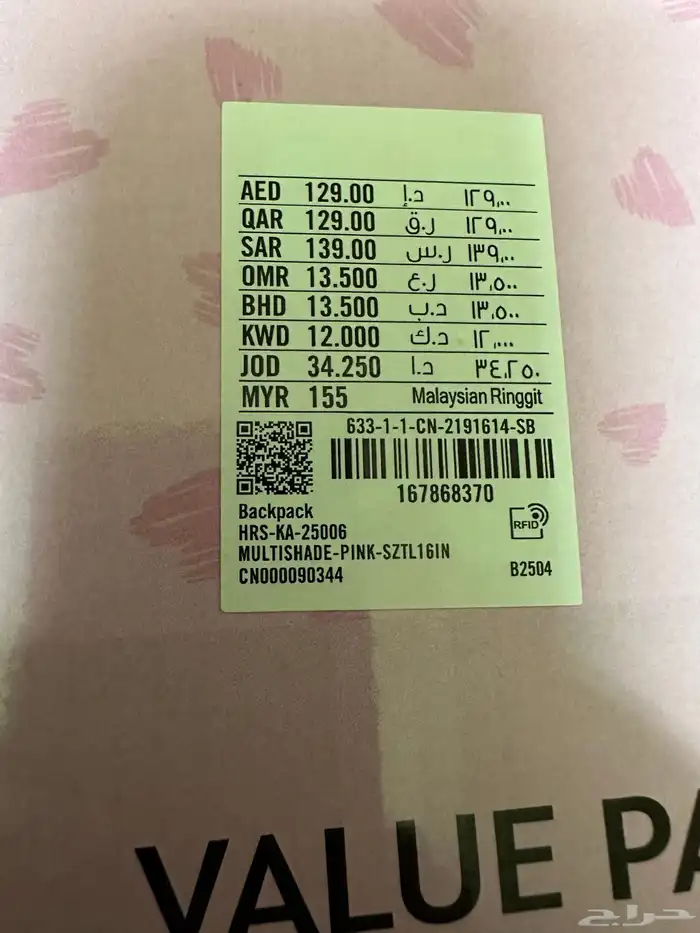 AED 129.00 د.إ ١٢٩,٠٠
QAR 129.00 ر.ق ١٢٩,٠٠
SAR 139.00 ر.س ١٣٩,٠٠
OMR 13.500 ر.ع ١٣,٥٠٠
BHD 13.500 د.ب ١٣,٥٠٠
KWD 12.000 د.ك ١٢,٠٠٠
JOD 34.250 د.ا ٣٤,٢٥٠
MYR 155 Malaysian Ringgit
633-1-1-CN-2191614-SB
167868370
Backpack
HRS-KA-25006
RFID
MULTISHADE-PINK-SZTL16IN
CN000090344 B2504
VALUE PA
حراج